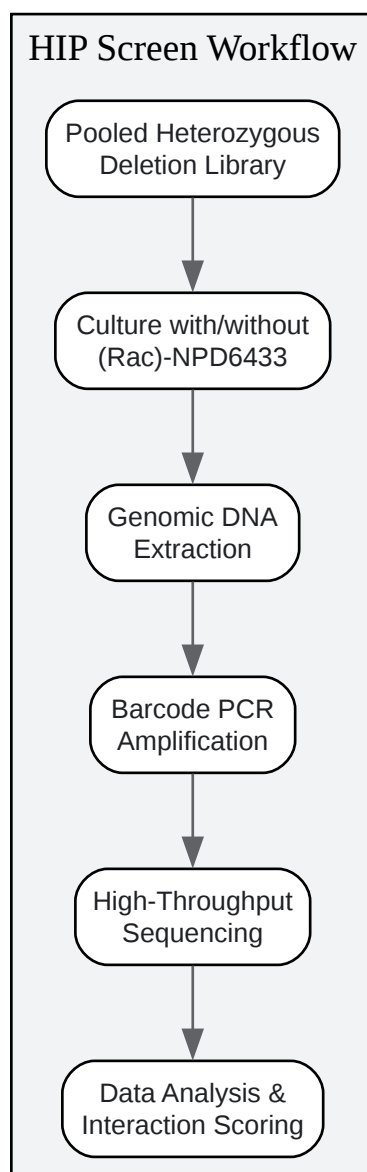 HIP Screen Workflow
Pooled Heterozygous
Deletion Library
Culture with/without
(Rac)-NPD6433
Genomic DNA
Extraction
Barcode PCR
Amplification
High-Throughput
Sequencing
Data Analysis &
Interaction Scoring